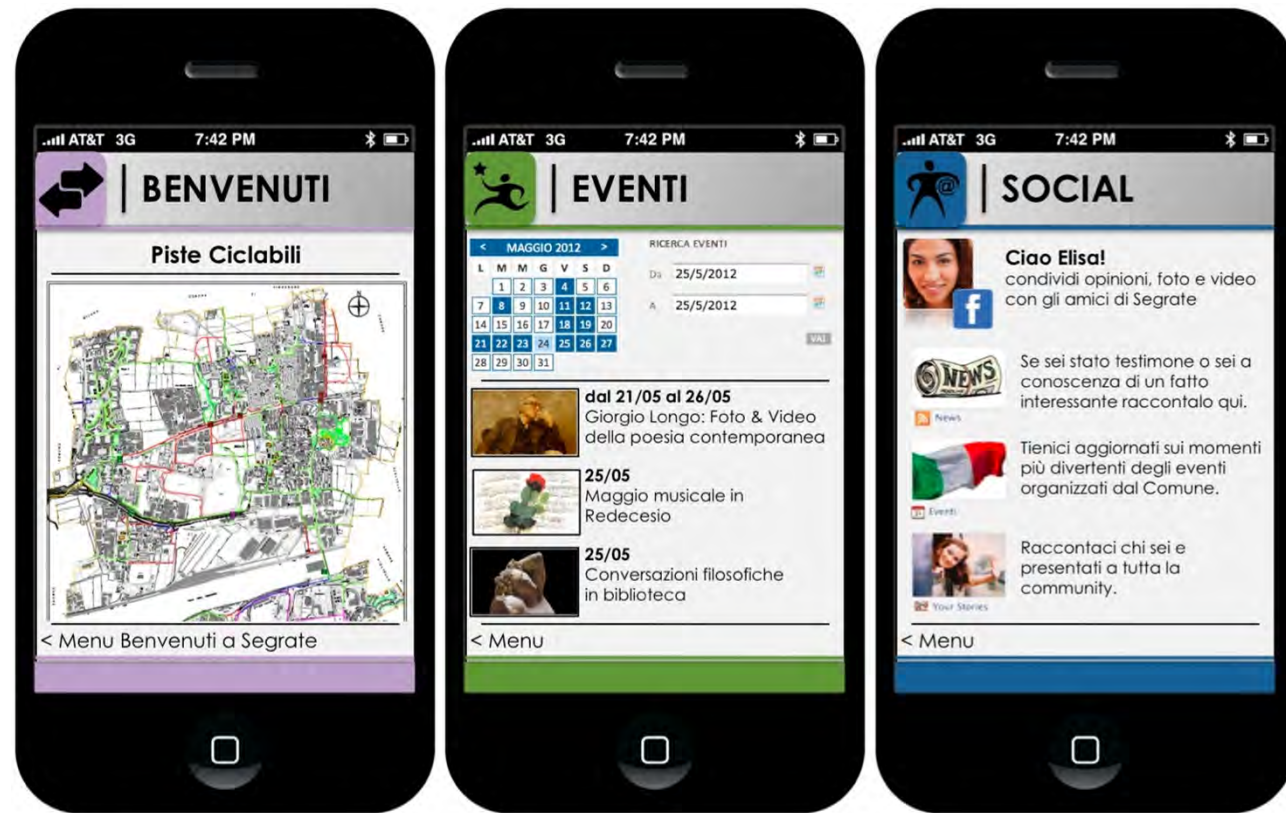 AT&T 3G 7:42 PM
BENVENUTI
Piste Ciclabili
N
< Menu Benvenuti a Segrate
AT&T 3G 7:42 PM
EVENTI
< MAGGIO 2012 >
L M M G V S D
1 2 3 4 5 6
7 8 9 10 11 12 13
14 15 16 17 18 19 20
21 22 23 24 25 26 27
28 29 30 31
RICERCA EVENTI
Da 25/5/2012
A 25/5/2012
VAI
dal 21/05 al 26/05
Giorgio Longo: Foto & Video
della poesia contemporanea
25/05
Maggio musicale in
Redecesio
25/05
Conversazioni filosofiche
in biblioteca
< Menu
AT&T 3G 7:42 PM
@
SOCIAL
Ciao Elisa!
condividi opinioni, foto e video
con gli amici di Segrate
f
NEWS
News
Se sei stato testimone o sei a
conoscenza di un fatto
interessante raccontalo qui.
Eventi
Tienici aggiornati sui momenti
più divertenti degli eventi
organizzati dal Comune.
Your Stories
Raccontaci chi sei e
presentati a tutta la
community.
< Menu